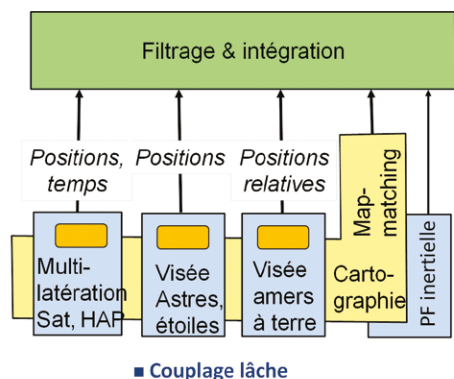 Filtrage & intégration
Positions,
temps
Positions
Positions
relatives
Multi-
latération
Sat, HAP
Visée
Astres,
étoiles
Visée
amers
à terre
Map-
matching
Carto-
graphie
PF inertielle
■ Couplage lâche